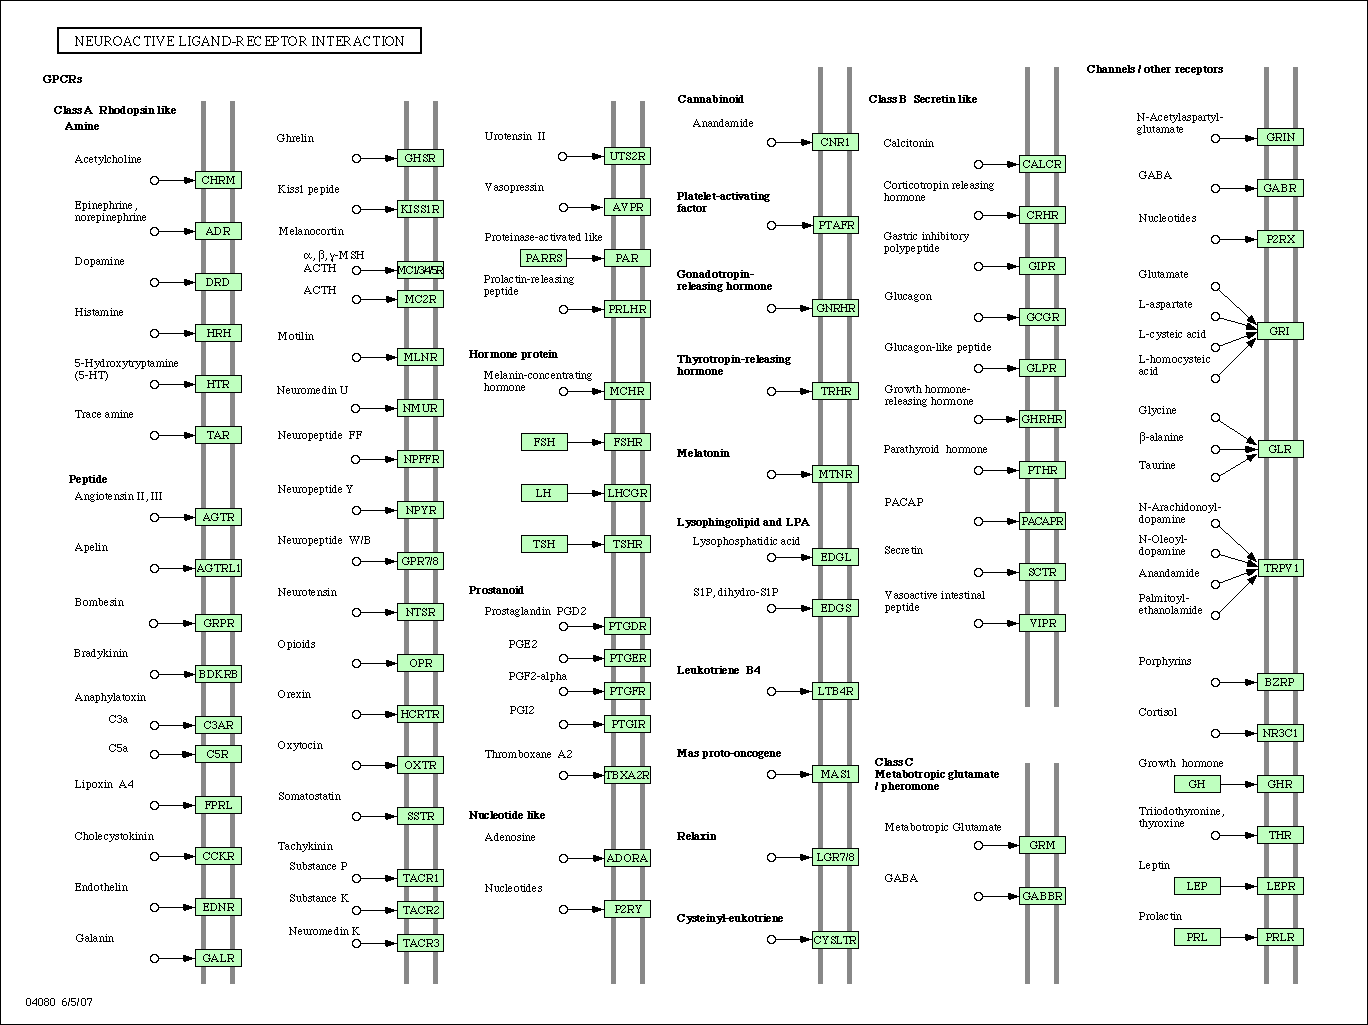 NEUROACTIVE LIGAND-RECEPTOR INTERACTION
GPCRs
Class A Rhodopsin like
Amine
Acetylcholine
CHRM
Epinephrine,
norepinephrine
ADR
Dopamine
DRD
Histamine
HRH
5-Hydroxytryptamine
(5-HT)
HTR
Trace amine
TAR
Peptide
Angiotensin II, III
AGTR
Apelin
AGTRL1
Bombesin
GRPR
Bradykinin
BDKRB
Anaphylatoxin
C3a
C3AR
C5a
C5R
Lipoxin A4
FPRL
Cholecystokinin
CCKR
Endothelin
EDNR
Galanin
GALR
Ghrelin
GHSR
Kiss1 pepide
KISS1R
Melanocortin
α, β, γ-MSH
ACTH
MC1/3/4/5R
ACTH
MC2R
Motilin
MLNR
Neuromedin U
NMUR
Neuropeptide FF
NPFFR
Neuropeptide Y
NPYR
Neuropeptide W/B
GPR7/8
Neurotensin
NTSR
Opioids
OPR
Orexin
HCRTR
Oxytocin
OXTR
Somatostatin
SSTR
Tachykinin
Substance P
TACR1
Substance K
TACR2
Neuromedin K
TACR3
Urotensin II
UTS2R
Vasopressin
AVPR
Proteinase-activated like
PARRS
PAR
Prolactin-releasing
peptide
PRLHR
Hormone protein
Melanin-concentrating
hormone
MCHR
FSH
FSHR
LH
LHCGR
TSH
TSHR
Prostanoid
Prostaglandin PGD2
PTGDR
PGE2
PTGER
PGF2-alpha
PTGFR
PGI2
PTGIR
Thromboxane A2
TBXA2R
Nucleotide like
Adenosine
ADORA
Nucleotides
P2RY
Cannabinoid
Anandamide
CNR1
Platelet-activating
factor
PTAFR
Gonadotropin-
releasing hormone
GNRHR
Thyrotropin-releasing
hormone
TRHR
Melatonin
MTNR
Lysophingolipid and LPA
Lysophosphatidic acid
EDGL
S1P, dihydro-S1P
EDGS
Leukotriene B4
LTB4R
Mas proto-oncogene
MAS1
Relaxin
LGR7/8
Cysteinyl-eukotriene
CYSLTR
Class B Secretin like
Calcitonin
CALCR
Corticotropin releasing
hormone
CRHR
Gastric inhibitory
polypeptide
GIPR
Glucagon
GCGR
Glucagon-like peptide
GLPR
Growth hormone-
releasing hormone
GHRHR
Parathyroid hormone
PTHR
PACAP
PACAPR
Secretin
SCTR
Vasoactive intestinal
peptide
VIPR
Class C
Metabotropic glutamate
/ pheromone
Metabotropic Glutamate
GRM
GABA
GABBR
Channels / other receptors
N-Acetylaspartyl-
glutamate
GRIN
GABA
GABR
Nucleotides
P2RX
Glutamate
L-aspartate
L-cysteic acid
L-homocysteic
acid
GRI
Glycine
β-alanine
Taurine
GLR
N-Arachidonoyl-
dopamine
N-Oleoyl-
dopamine
Anandamide
Palmitoyl-
ethanolamide
TRPV1
Porphyrins
BZRP
Cortisol
NR3C1
Growth hormone
GH
GHR
Triiodothyronine,
thyroxine
THR
Leptin
LEP
LEPR
Prolactin
PRL
PRLR
04080 6/5/07